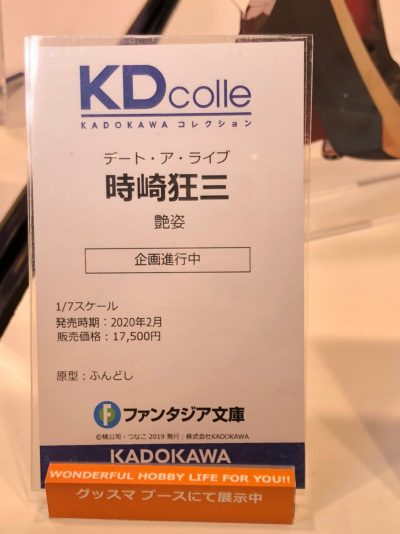 KDcolle
KADOKAWA コレクション
デート・ア・ライブ
時崎狂三
艶姿
企画進行中
1/7スケール
発売時期：2020年2月
販売価格：17,500円
原型：ふんどし
ファンタジア文庫
©橘公司・つなこ 2019 発行：株式会社KADOKAWA
KADOKAWA
WONDERFUL HOBBY LIFE FOR YOU!!
グッスマ ブースにて展示中